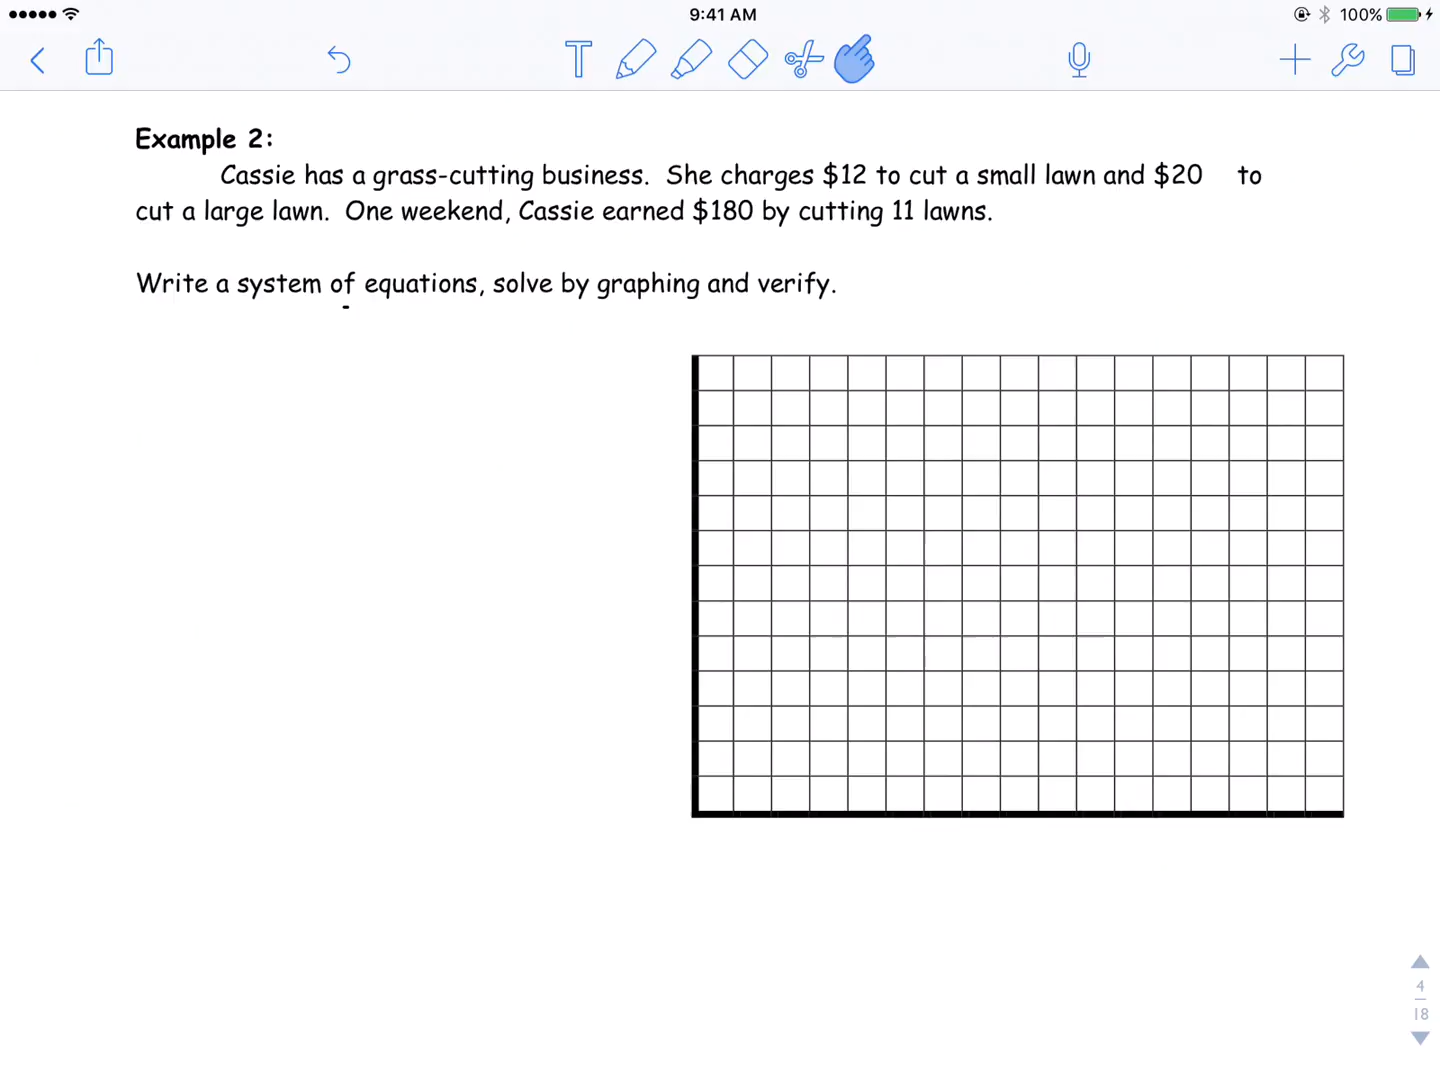 9:41 AM
100%
T
Example 2:
Cassie has a grass-cutting business. She charges $12 to cut a small lawn and $20 to
cut a large lawn. One weekend, Cassie earned $180 by cutting 11 lawns.
Write a system of equations, solve by graphing and verify.
4
18